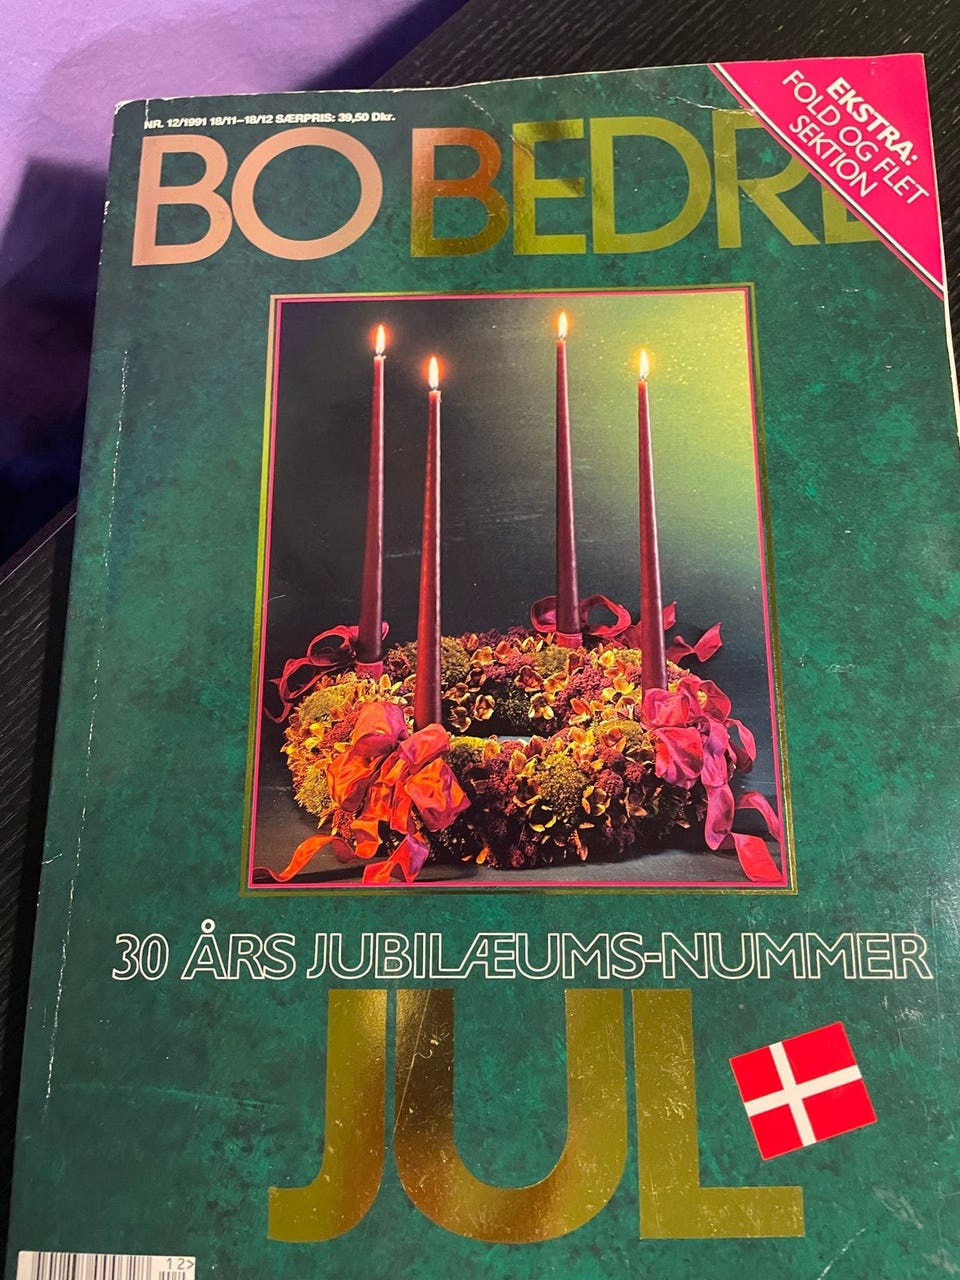 NR. 12/1991 18/11–18/12 SÆRPRIS: 39,50 Dkr.
BO BEDRE
EKSTRA:
FOLD OG FLET
SEKTION
30 ÅRS JUBILÆUMS-NUMMER
JUL
12>